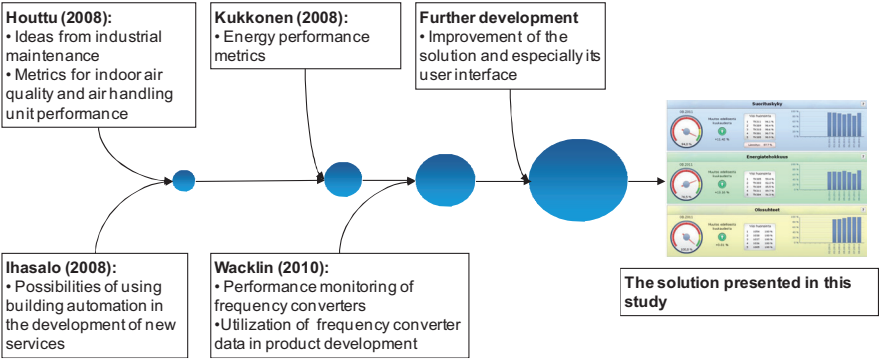 Houttu (2008):
• Ideas from industrial
maintenance
• Metrics for indoor air
quality and air handling
unit performance
Kukkonen (2008):
• Energy performance
metrics
Further development
• Improvement of the
solution and especially its
user interface
Suorituskyky
Energiatehokkuus
Olosuhteet
Ihasalo (2008):
• Possibilities of using
building automation in
the development of new
services
Wacklin (2010):
• Performance monitoring of
frequency converters
•Utilization of frequency converter
data in product development
The solution presented in this
study